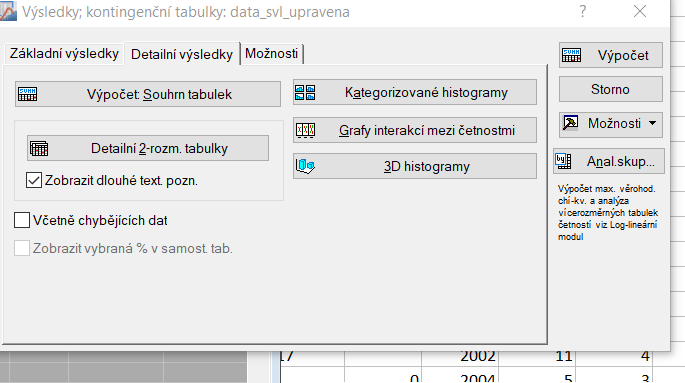 Výsledky; kontingenční tabulky: data_svl_upravena
?
Základní výsledky
Detailní výsledky
Možnosti
Výpočet: Souhrn tabulek
Detailní 2-rozm. tabulky
Zobrazit dlouhé text. pozn.
Včetně chybějících dat
Zobrazit vybraná % v samost. tab.
Kategorizované histogramy
Grafy interakcí mezi četnostmi
3D histogramy
Výpočet
Storno
Možnosti
Anal.skup...
Výpočet max. věrohod.
chí-kv. a analýza
vícerozměrných tabulek
četností viz Log-lineární
modul
17 2002 11 4
0 2004 5 3